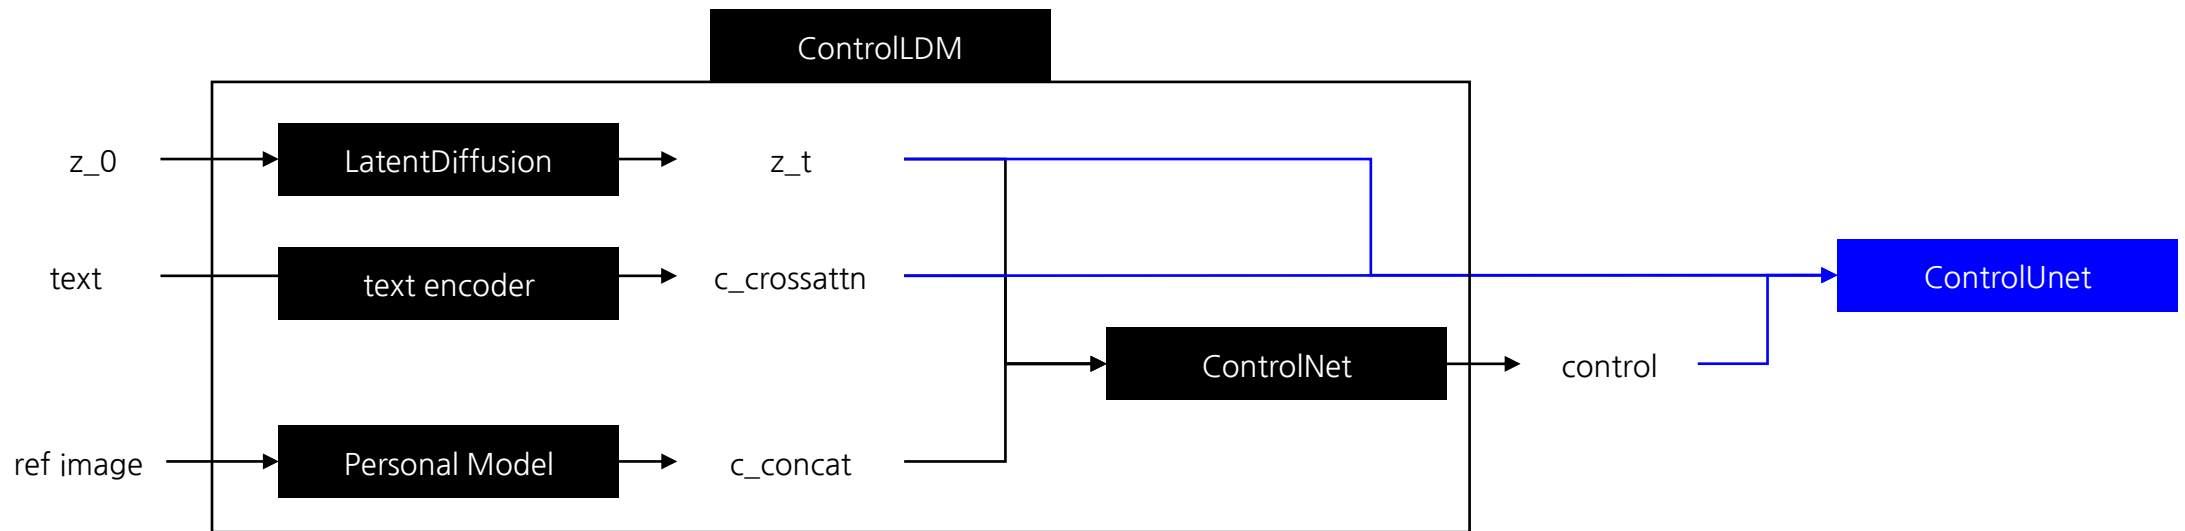 ControlLDM
z_0
LatentDiffusion
z_t
text
text encoder
c_crossattn
ControlUnet
ControlNet
control
ref image
Personal Model
c_concat